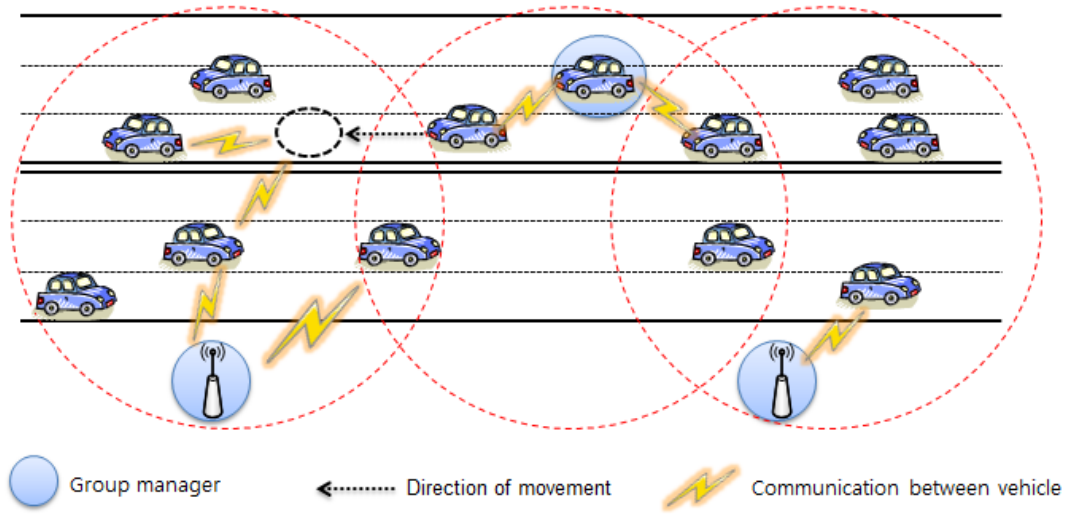 Group manager
Direction of movement
Communication between vehicle